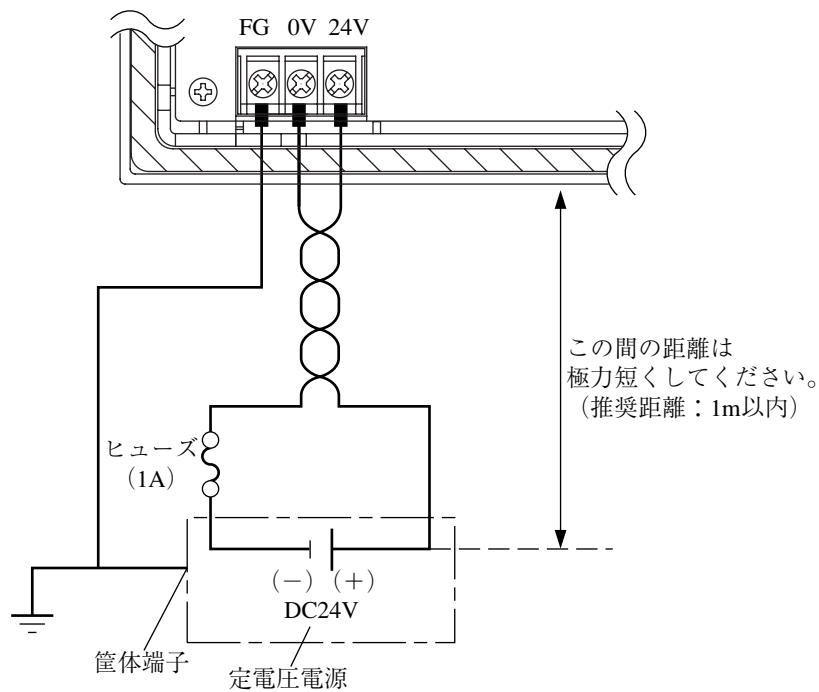 FG 0V 24V
この間の距離は
極力短くしてください。
（推奨距離：1m以内）
ヒューズ
（1A）
（−）（+）
DC24V
筐体端子
定電圧電源